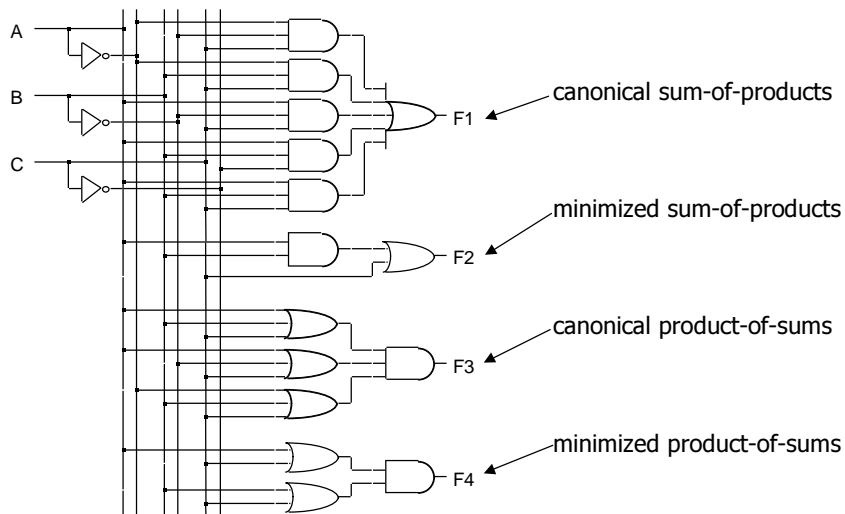 A
B
C
F1
canonical sum-of-products
F2
minimized sum-of-products
F3
canonical product-of-sums
F4
minimized product-of-sums